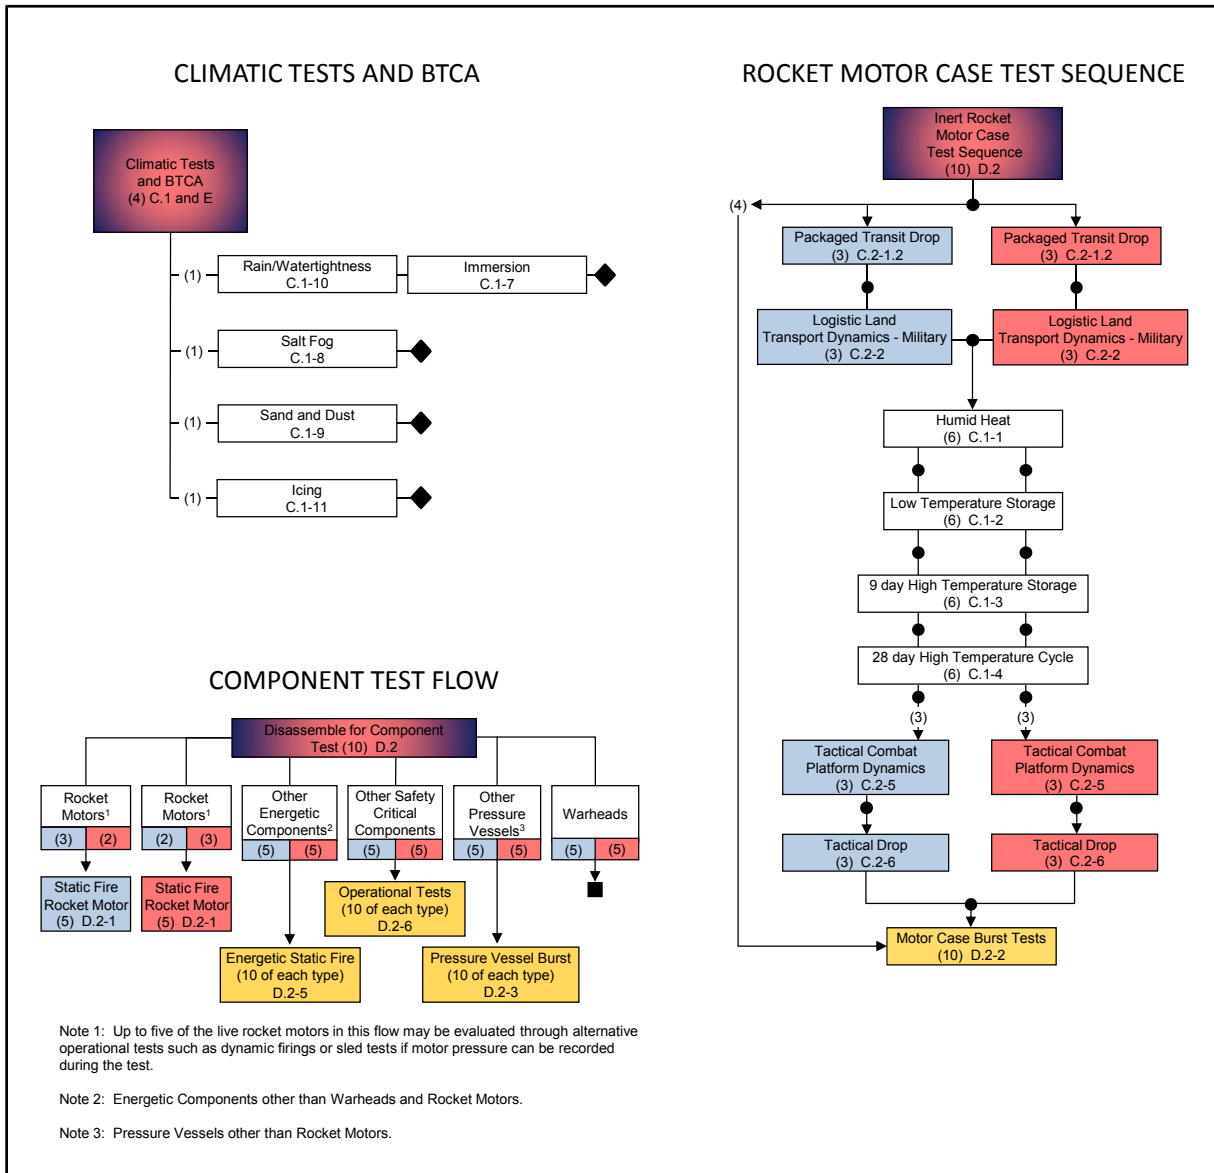 CLIMATIC TESTS AND BTCA
Climatic Tests
and BTCA
(4) C.1 and E
(1)
Rain/Watertightness
C.1-10
Immersion
C.1-7
(1)
Salt Fog
C.1-8
(1)
Sand and Dust
C.1-9
(1)
Icing
C.1-11
COMPONENT TEST FLOW
Disassemble for Component
Test (10) D.2
Rocket
Motors1
(3) (2)
Static Fire
Rocket Motor
(5) D.2-1
Rocket
Motors1
(2) (3)
Static Fire
Rocket Motor
(5) D.2-1
Other
Energetic
Components2
(5) (5)
Energetic Static Fire
(10 of each type)
D.2-5
Other Safety
Critical
Components
(5) (5)
Operational Tests
(10 of each type)
D.2-6
Other
Pressure
Vessels3
(5) (5)
Pressure Vessel Burst
(10 of each type)
D.2-3
Warheads
(5) (5)
Note 1: Up to five of the live rocket motors in this flow may be evaluated through alternative
operational tests such as dynamic firings or sled tests if motor pressure can be recorded
during the test.
Note 2: Energetic Components other than Warheads and Rocket Motors.
Note 3: Pressure Vessels other than Rocket Motors.
ROCKET MOTOR CASE TEST SEQUENCE
Inert Rocket
Motor Case
Test Sequence
(10) D.2
(4)
Packaged Transit Drop
(3) C.2-1.2
Packaged Transit Drop
(3) C.2-1.2
Logistic Land
Transport Dynamics - Military
(3) C.2-2
Logistic Land
Transport Dynamics - Military
(3) C.2-2
Humid Heat
(6) C.1-1
Low Temperature Storage
(6) C.1-2
9 day High Temperature Storage
(6) C.1-3
28 day High Temperature Cycle
(6) C.1-4
(3)
(3)
Tactical Combat
Platform Dynamics
(3) C.2-5
Tactical Combat
Platform Dynamics
(3) C.2-5
Tactical Drop
(3) C.2-6
Tactical Drop
(3) C.2-6
Motor Case Burst Tests
(10) D.2-2